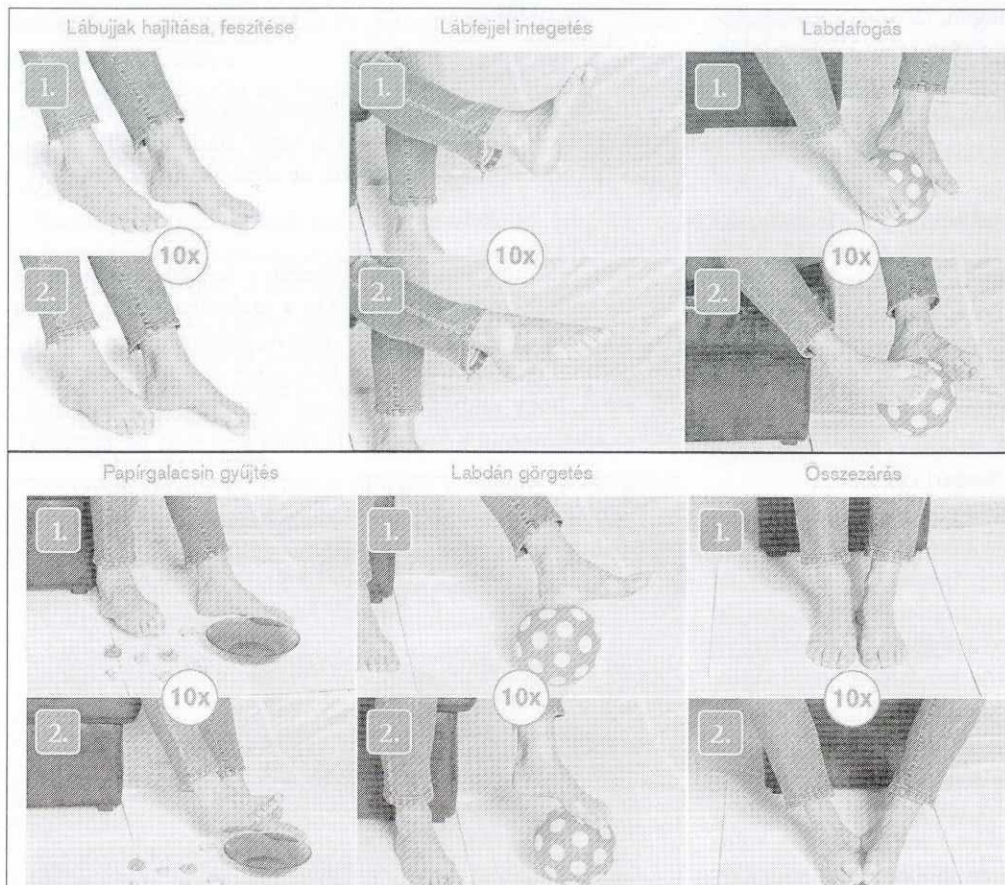 Lábujjak hajlítása, feszítése
1.
10x
2.
Lábfejjel integetés
1.
10x
2.
Labdafogás
1.
10x
2.
Papírgalacsin gyűjtés
1.
10x
2.
Labdán görgetés
1.
10x
2.
Összezárás
1.
10x
2.